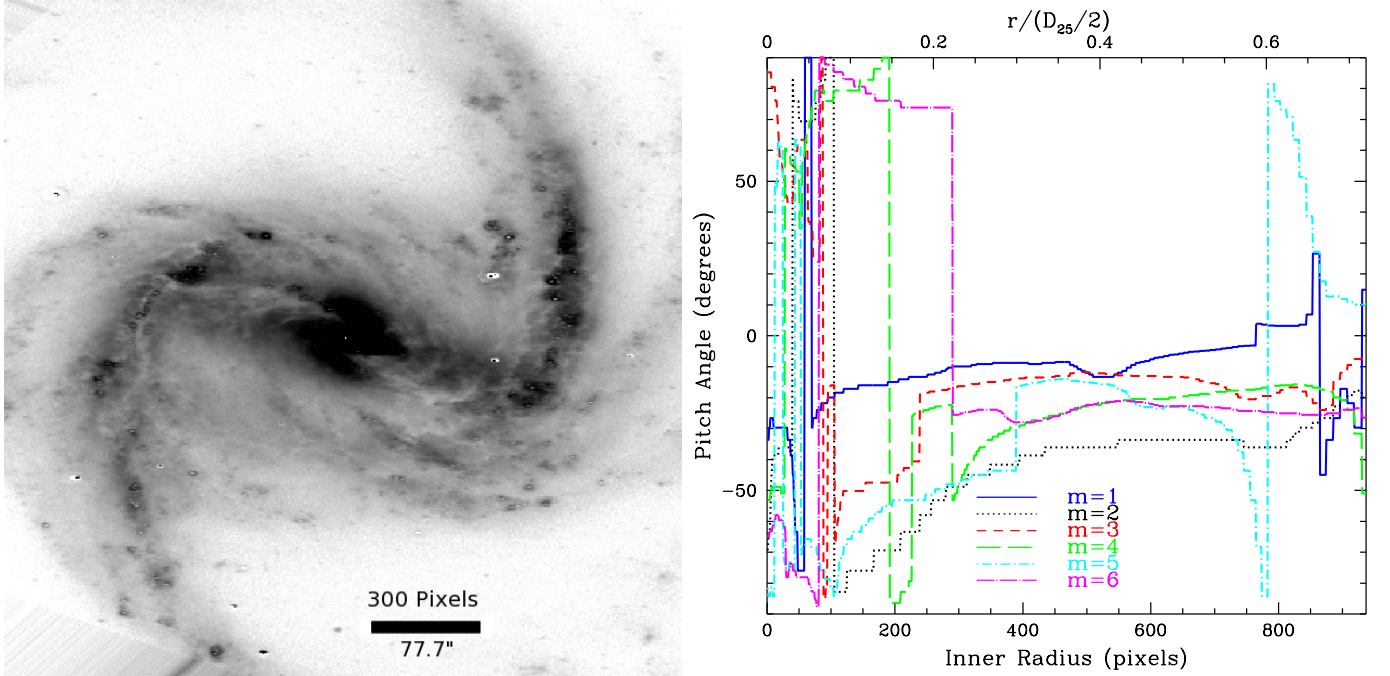 300 Pixels
77.7"
r/(D25/2)
0 0.2 0.4 0.6
Pitch Angle (degrees)
50
0
−50
m=1
m=2
m=3
m=4
m=5
m=6
0 200 400 600 800
Inner Radius (pixels)